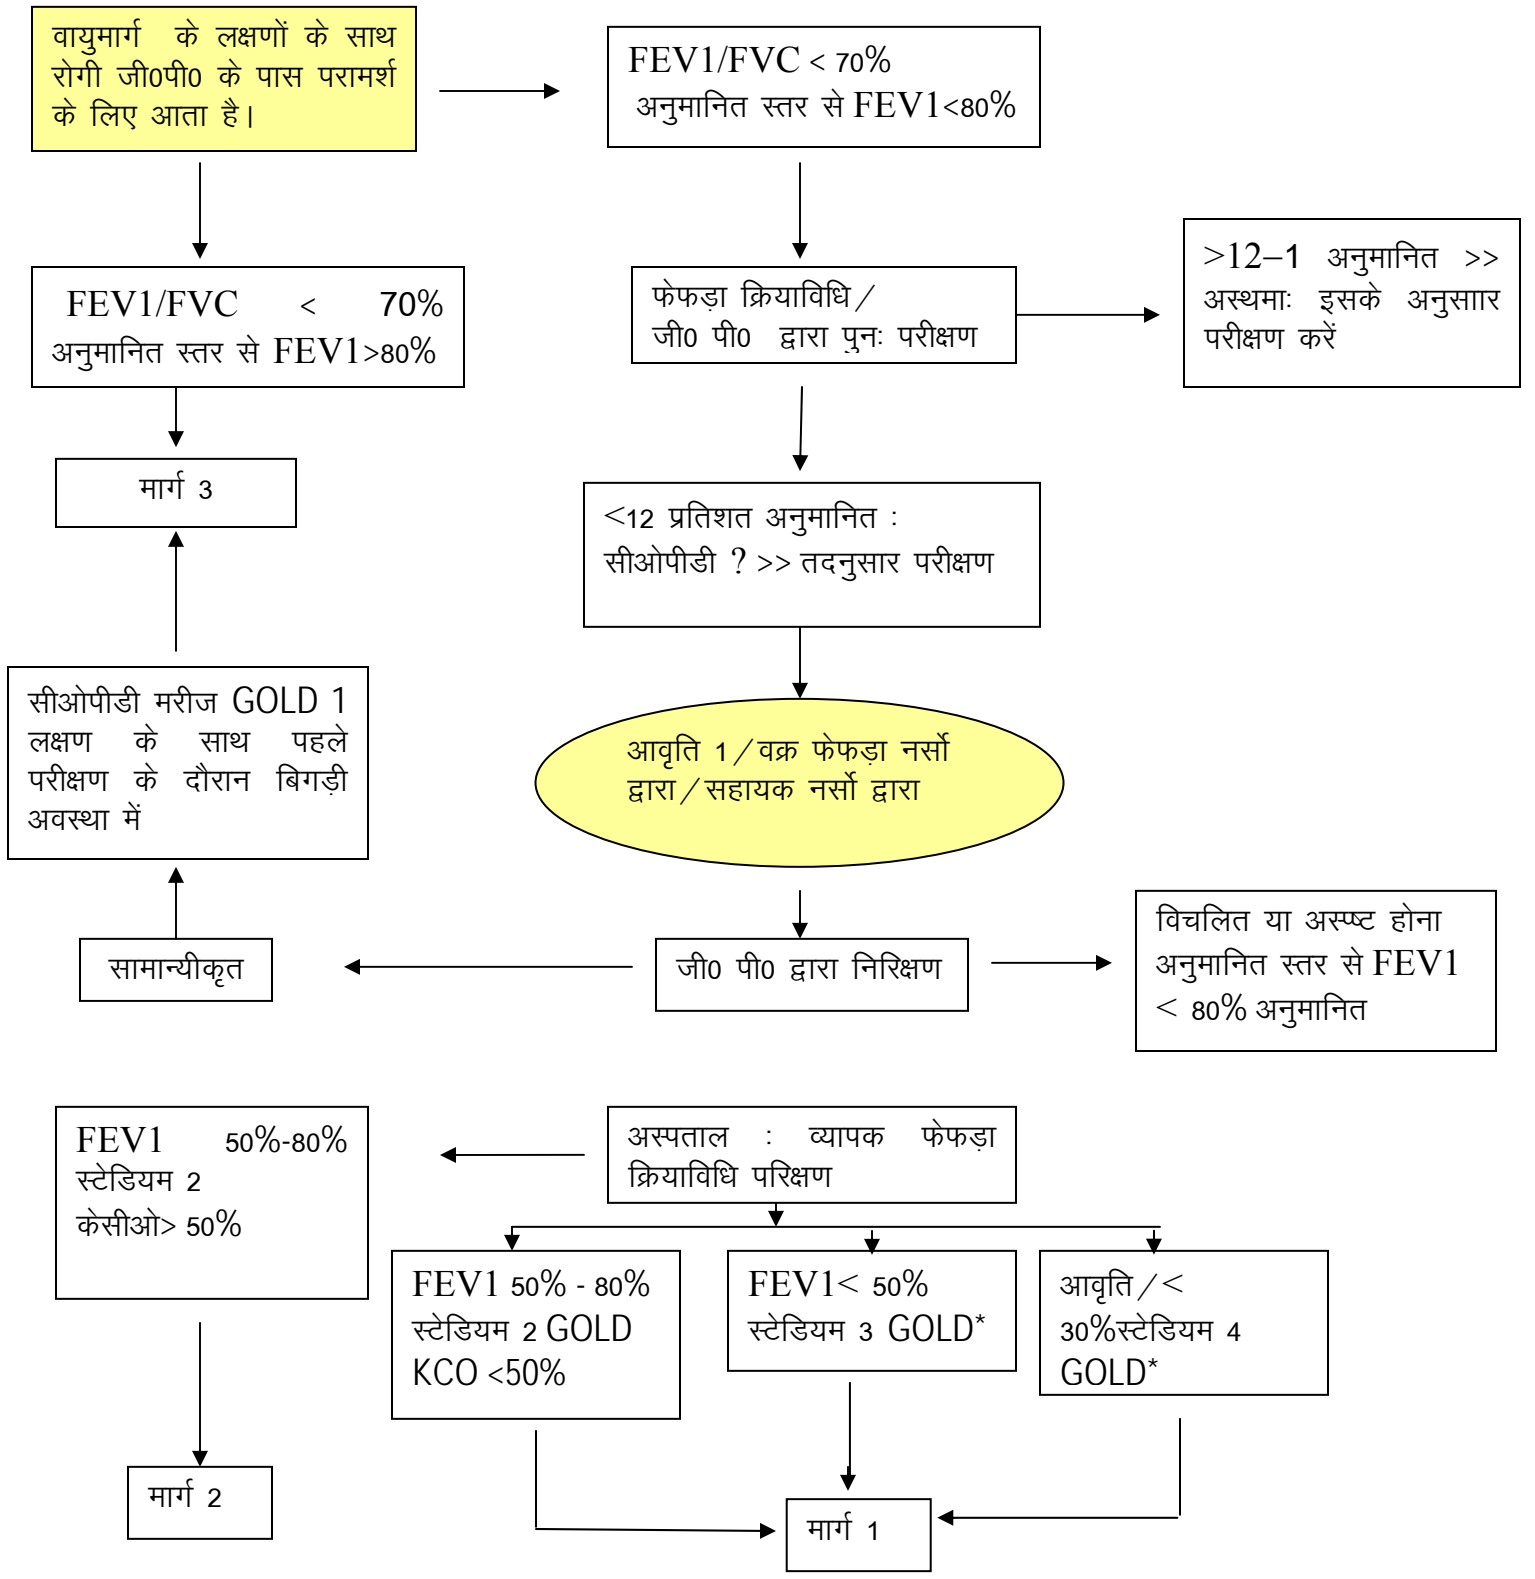 वायुमार्ग के लक्षणों के साथ
रोगी जी0पी0 के पास परामर्श
के लिए आता है।
FEV1/FVC < 70%
अनुमानित स्तर से FEV1<80%
FEV1/FVC < 70%
अनुमानित स्तर से FEV1>80%
फेफड़ा क्रियाविधि/
जी0 पी0 द्वारा पुनः परीक्षण
>12–1 अनुमानित >>
अस्थमाः इसके अनुसाार
परीक्षण करें
मार्ग 3
<12 प्रतिशत अनुमानित :
सीओपीडी ? >> तदनुसार परीक्षण
सीओपीडी मरीज GOLD 1
लक्षण के साथ पहले
परीक्षण के दौरान बिगड़ी
अवस्था में
आवृति 1/वक्र फेफड़ा नर्सो
द्वारा/सहायक नर्सो द्वारा
सामान्यीकृत
जी0 पी0 द्वारा निरिक्षण
विचलित या अस्प्ष्ट होना
अनुमानित स्तर से FEV1
< 80% अनुमानित
FEV1 50%-80%
स्टेडियम 2
केसीओ> 50%
अस्पताल : व्यापक फेफड़ा
क्रियाविधि परिक्षण
FEV1 50% - 80%
स्टेडियम 2 GOLD
KCO <50%
FEV1< 50%
स्टेडियम 3 GOLD*
आवृति/<
30%स्टेडियम 4
GOLD*
मार्ग 2
मार्ग 1